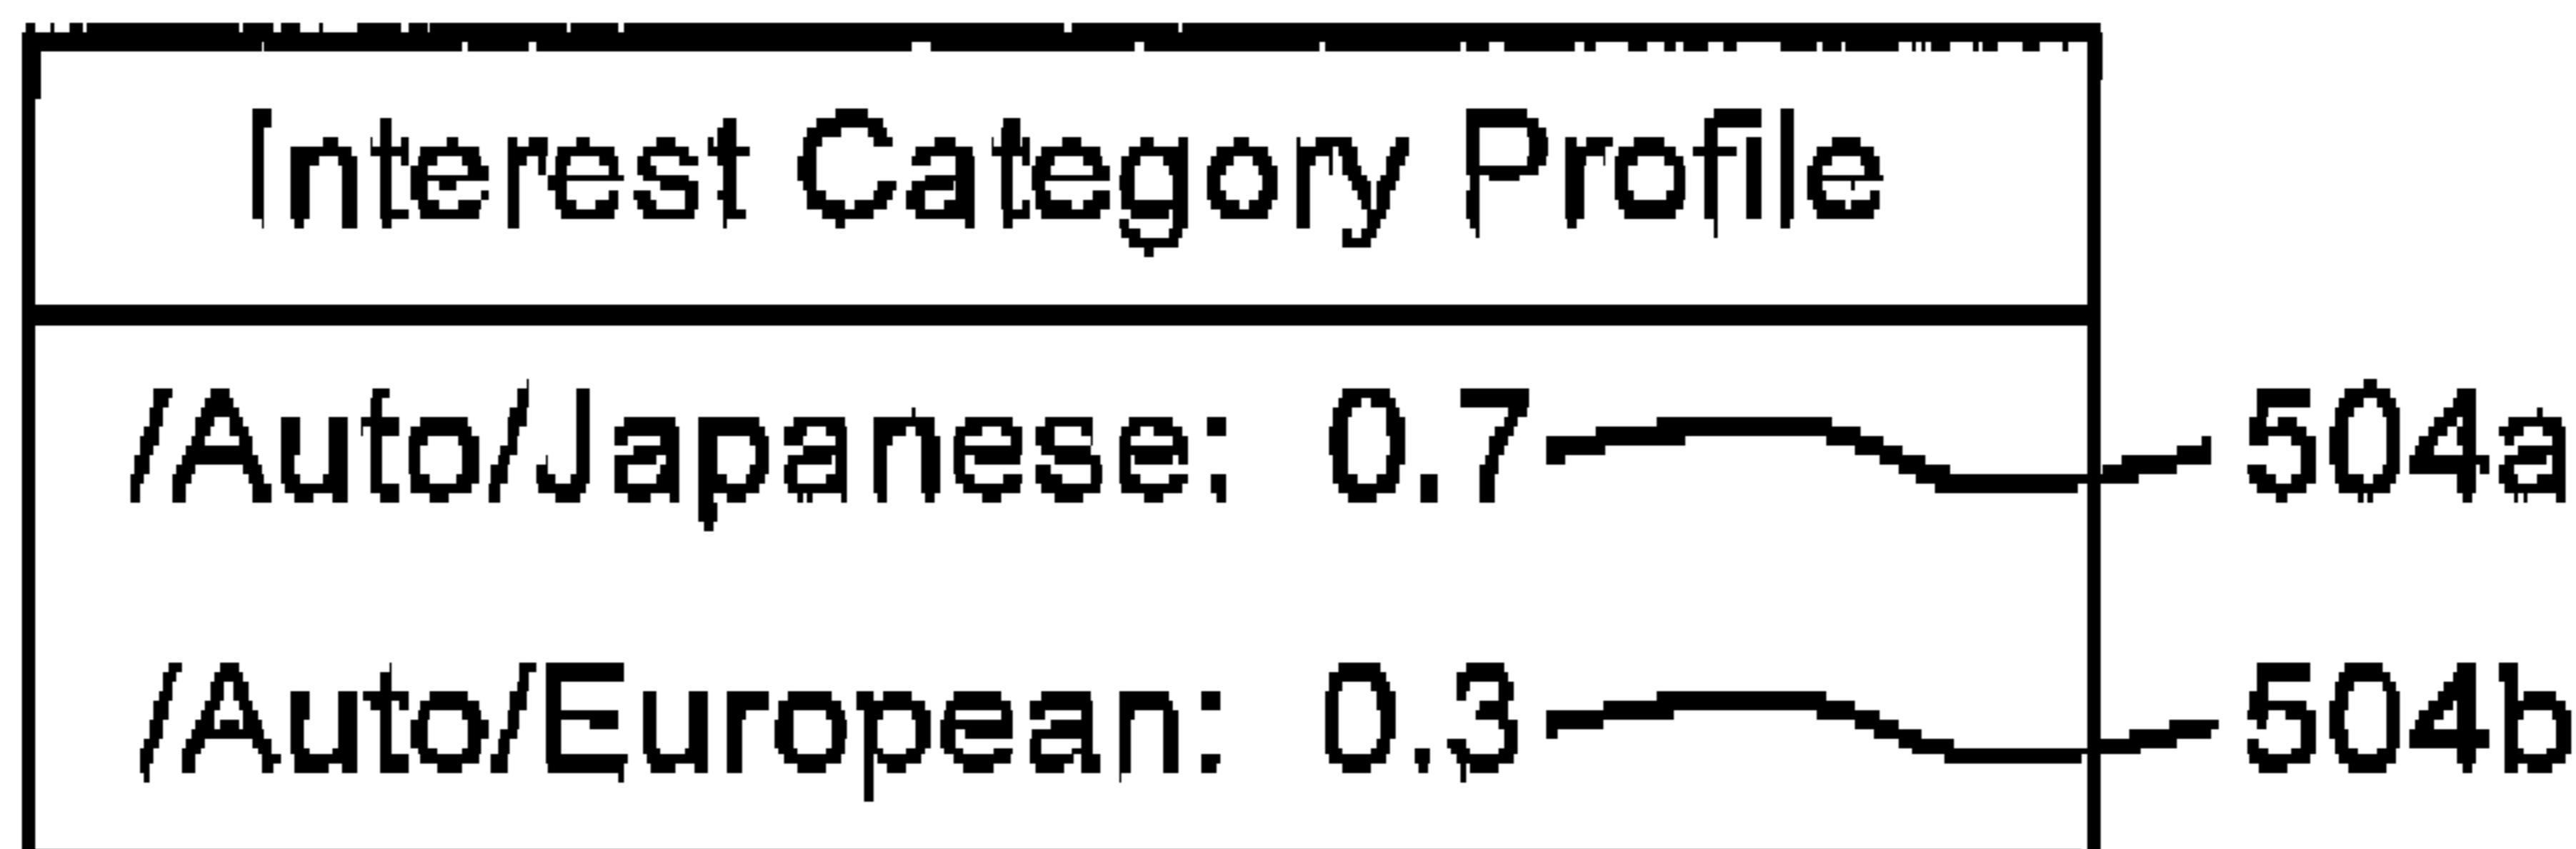 Interest Category Profile
/Auto/Japanese: 0.7 504a
/Auto/European: 0.3 504b